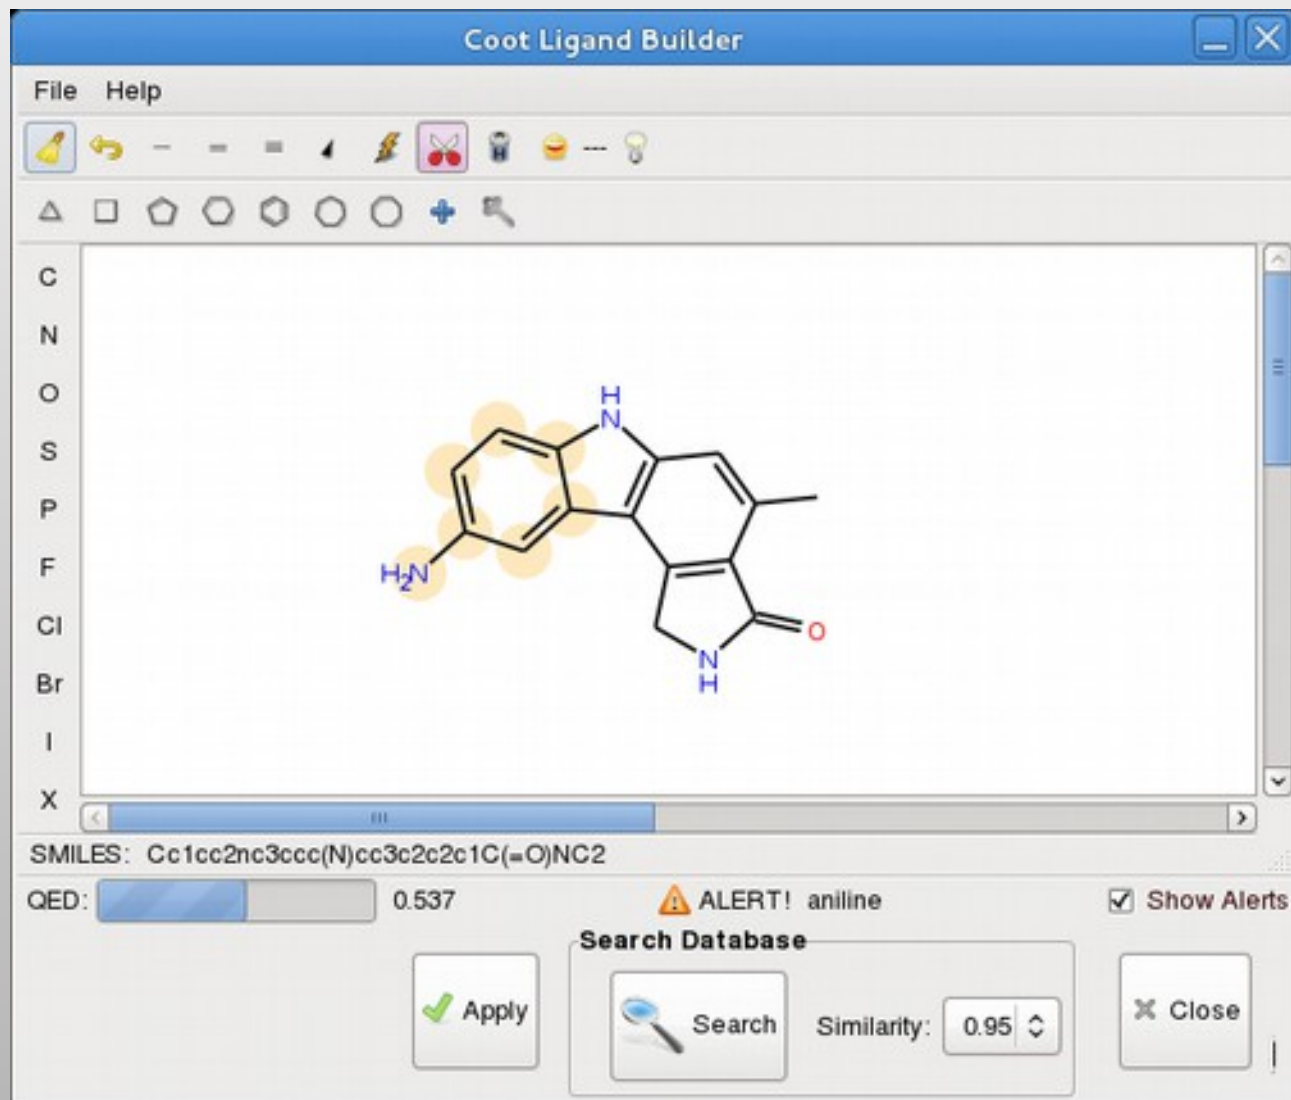 Coot Ligand Builder
File Help
C
N
O
S
P
F
Cl
Br
I
X
H
N
H2N
O
N
H
SMILES: Cc1cc2nc3ccc(N)cc3c2c2c1C(=O)NC2
QED: 0.537 ALERT! aniline Show Alerts
Search Database
Apply Search Similarity: 0.95 Close